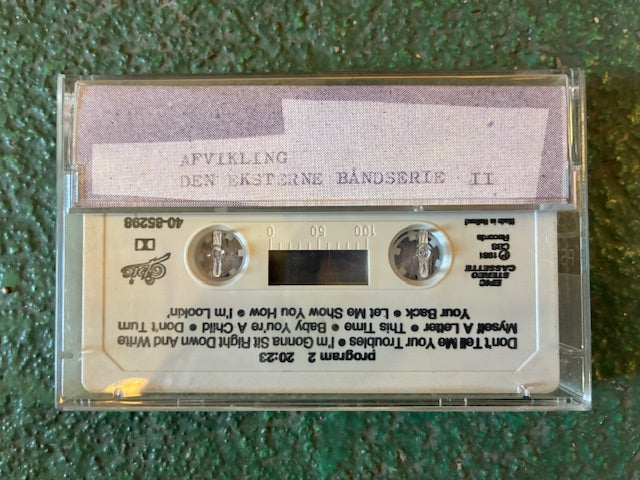 AFVIKLING
DEN EKSTERNE BÅNDSERIE II
program 2 20:23
Don't Tell Me Your Troubles • I'm Gonna Sit Right Down And Write
Myself A Letter • This Time • Baby You're A Child • Don't Turn
Your Back • Let Me Show You How • I'm Lookin'
EPIC
STEREO
CASSETTE
℗ 1981
CBS
Records
Made in Holland
0 50 100
Epic
40-85298